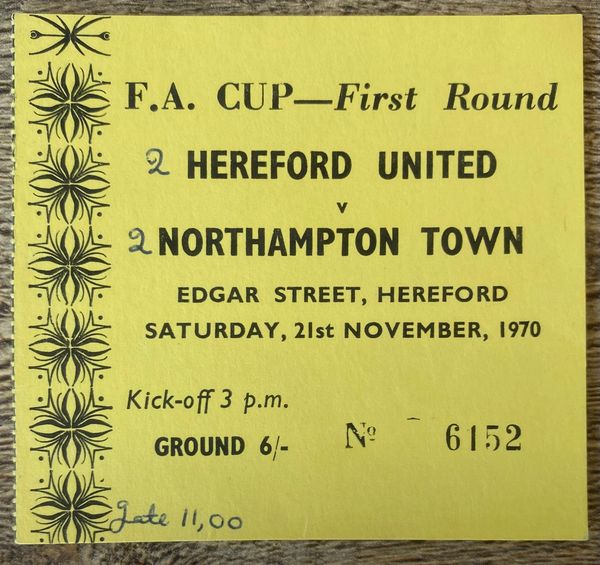 F.A. CUP—First Round
2 HEREFORD UNITED
v
2 NORTHAMPTON TOWN
EDGAR STREET, HEREFORD
SATURDAY, 21st NOVEMBER, 1970
Kick-off 3 p.m.
GROUND 6/- Nº 6152
gate 11,00